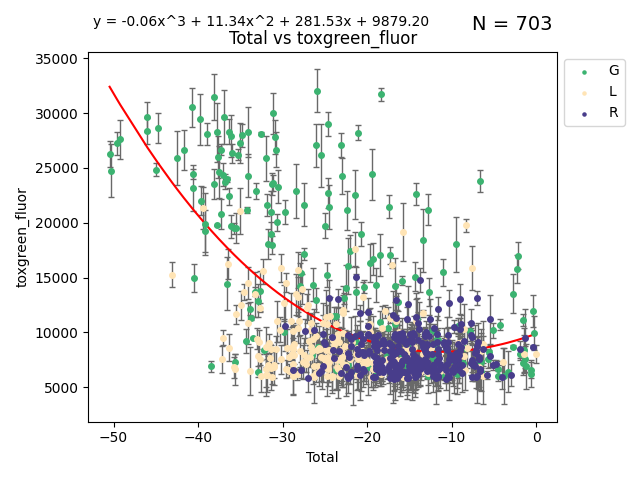 y = -0.06x^3 + 11.34x^2 + 281.53x + 9879.20
N = 703
Total vs toxgreen_fluor
35000
30000
25000
20000
15000
10000
5000
toxgreen_fluor
−50 −40 −30 −20 −10 0
Total
G
L
R